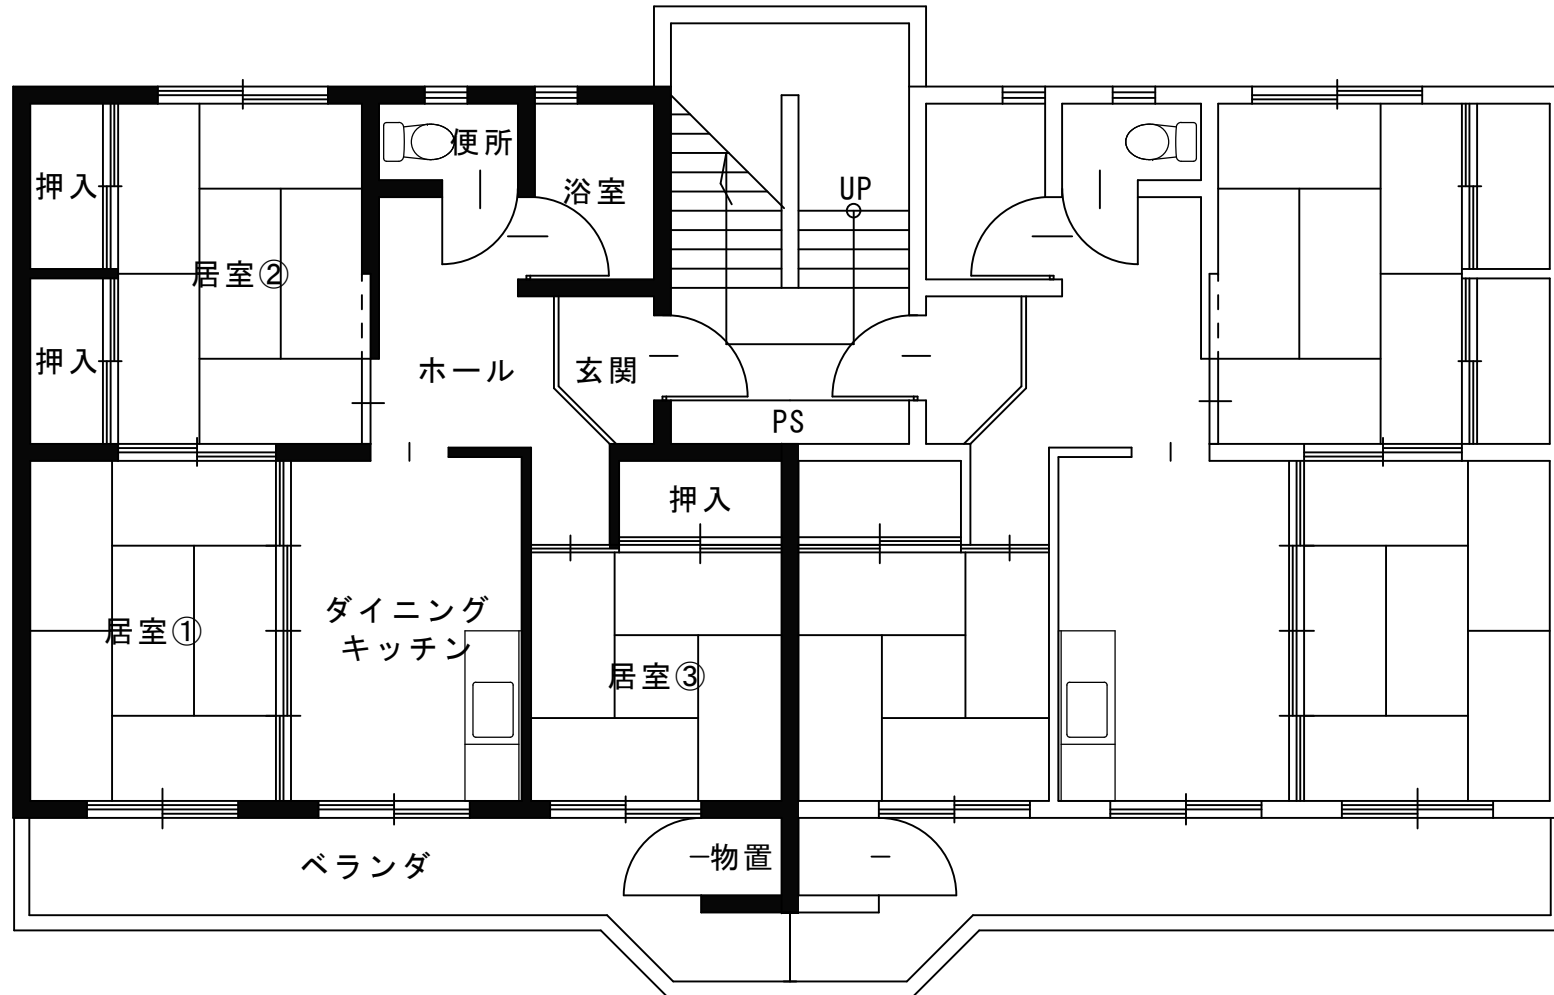 便所
押入
浴室
UP
居室②
押入
ホール
玄関
PS
押入
ダイニング
キッチン
居室①
居室③
物置
ベランダ